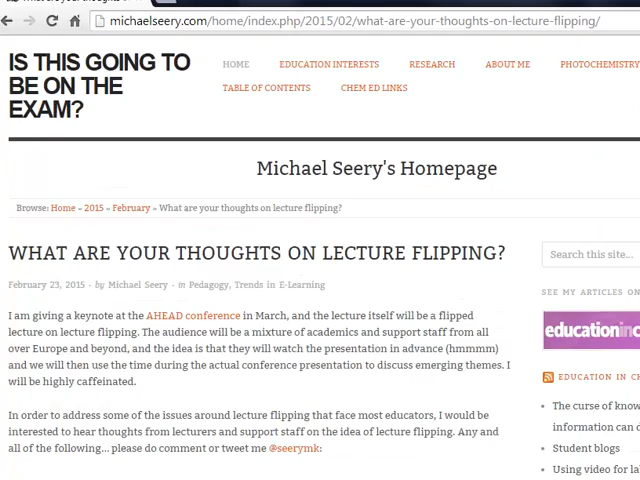 michaelseery.com/home/index.php/2015/02/what-are-your-thoughts-on-lecture-flipping/
IS THIS GOING TO
BE ON THE
EXAM?
HOME EDUCATION INTERESTS RESEARCH ABOUT ME PHOTOCHEMISTRY
TABLE OF CONTENTS CHEM ED LINKS
Michael Seery's Homepage
Browse: Home » 2015 » February » What are your thoughts on lecture flipping?
WHAT ARE YOUR THOUGHTS ON LECTURE FLIPPING?
February 23, 2015 · by Michael Seery · in Pedagogy, Trends in E-Learning
I am giving a keynote at the AHEAD conference in March, and the lecture itself will be a flipped
lecture on lecture flipping. The audience will be a mixture of academics and support staff from all
over Europe and beyond, and the idea is that they will watch the presentation in advance (hmmmm)
and we will then use the time during the actual conference presentation to discuss emerging themes. I
will be highly caffeinated.
In order to address some of the issues around lecture flipping that face most educators, I would be
interested to hear thoughts from lecturers and support staff on the idea of lecture flipping. Any and
all of the following... please do comment or tweet me @seerymk:
Search this site...
SEE MY ARTICLES ON
educationinc
EDUCATION IN CH
The curse of know
information can d
Student blogs
Using video for la